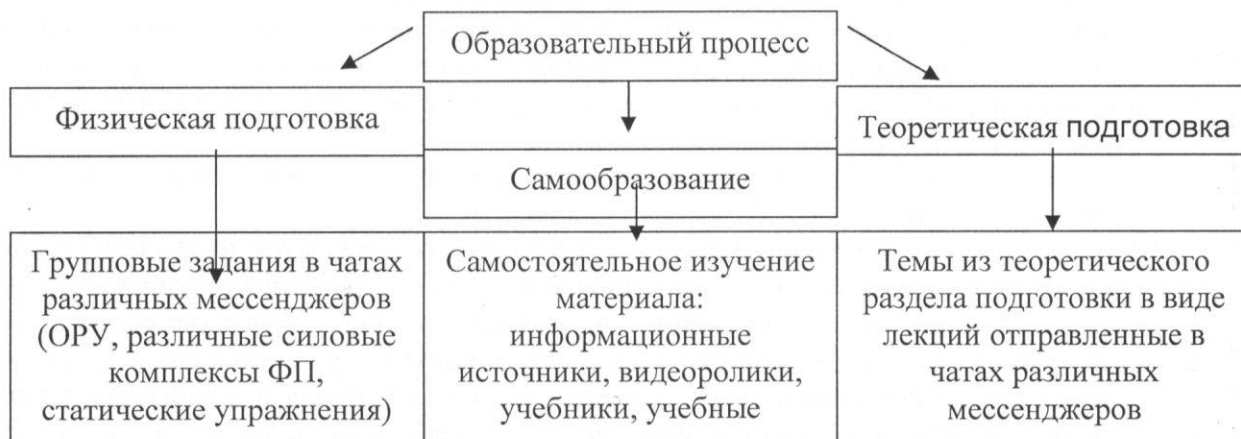 Образовательный процесс
Физическая подготовка
Теоретическая подготовка
Самообразование
Групповые задания в чатах
различных мессенджеров
(ОРУ, различные силовые
комплексы ФП,
статические упражнения)
Самостоятельное изучение
материала:
информационные
источники, видеоролики,
учебники, учебные
Темы из теоретического
раздела подготовки в виде
лекций отправленные в
чатах различных
мессенджеров